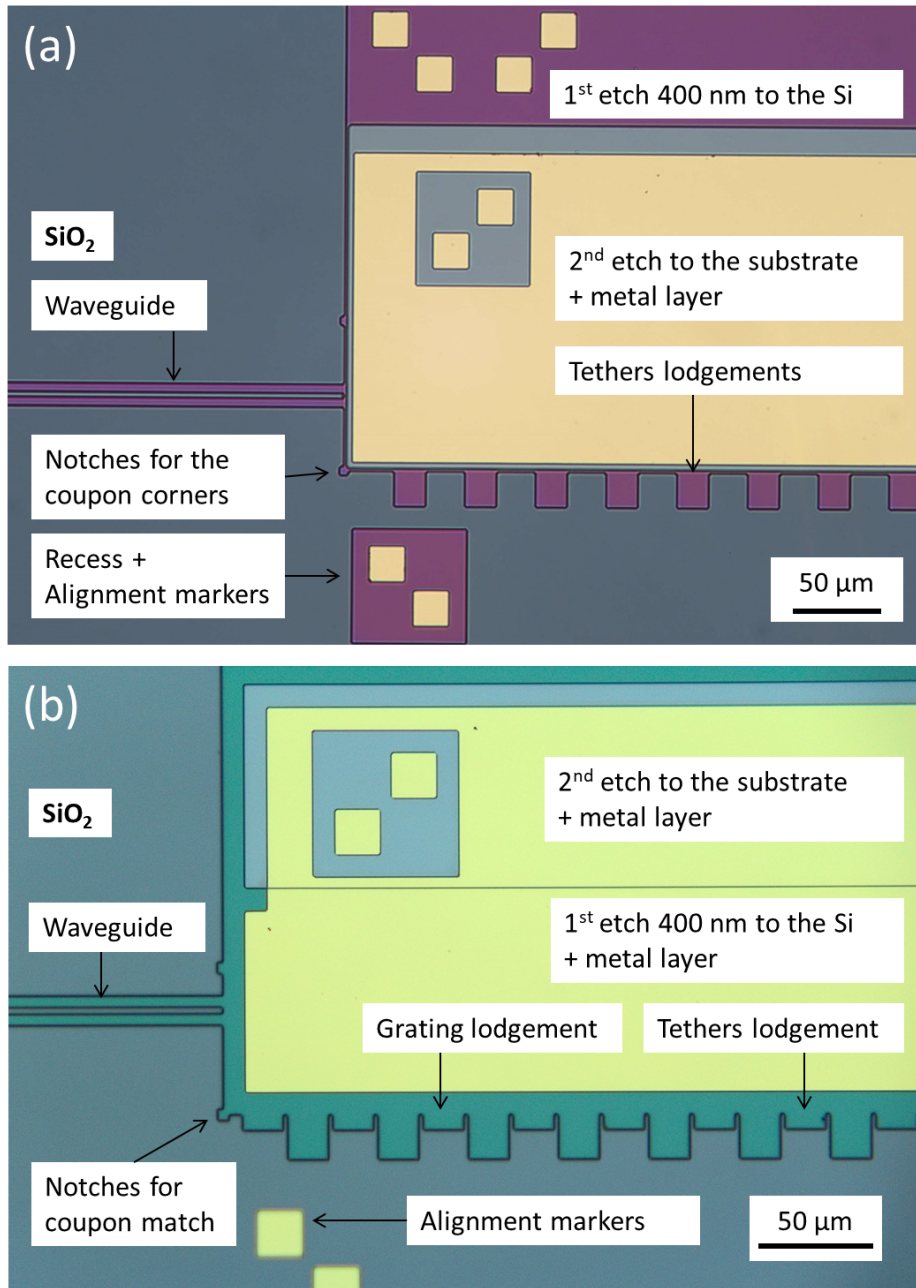 (a)
1st etch 400 nm to the Si
SiO2
2nd etch to the substrate
+ metal layer
Waveguide
Tethers lodgements
Notches for the
coupon corners
Recess +
Alignment markers
50 µm
(b)
2nd etch to the substrate
+ metal layer
SiO2
1st etch 400 nm to the Si
+ metal layer
Waveguide
Grating lodgement
Tethers lodgement
Notches for
coupon match
Alignment markers
50 µm